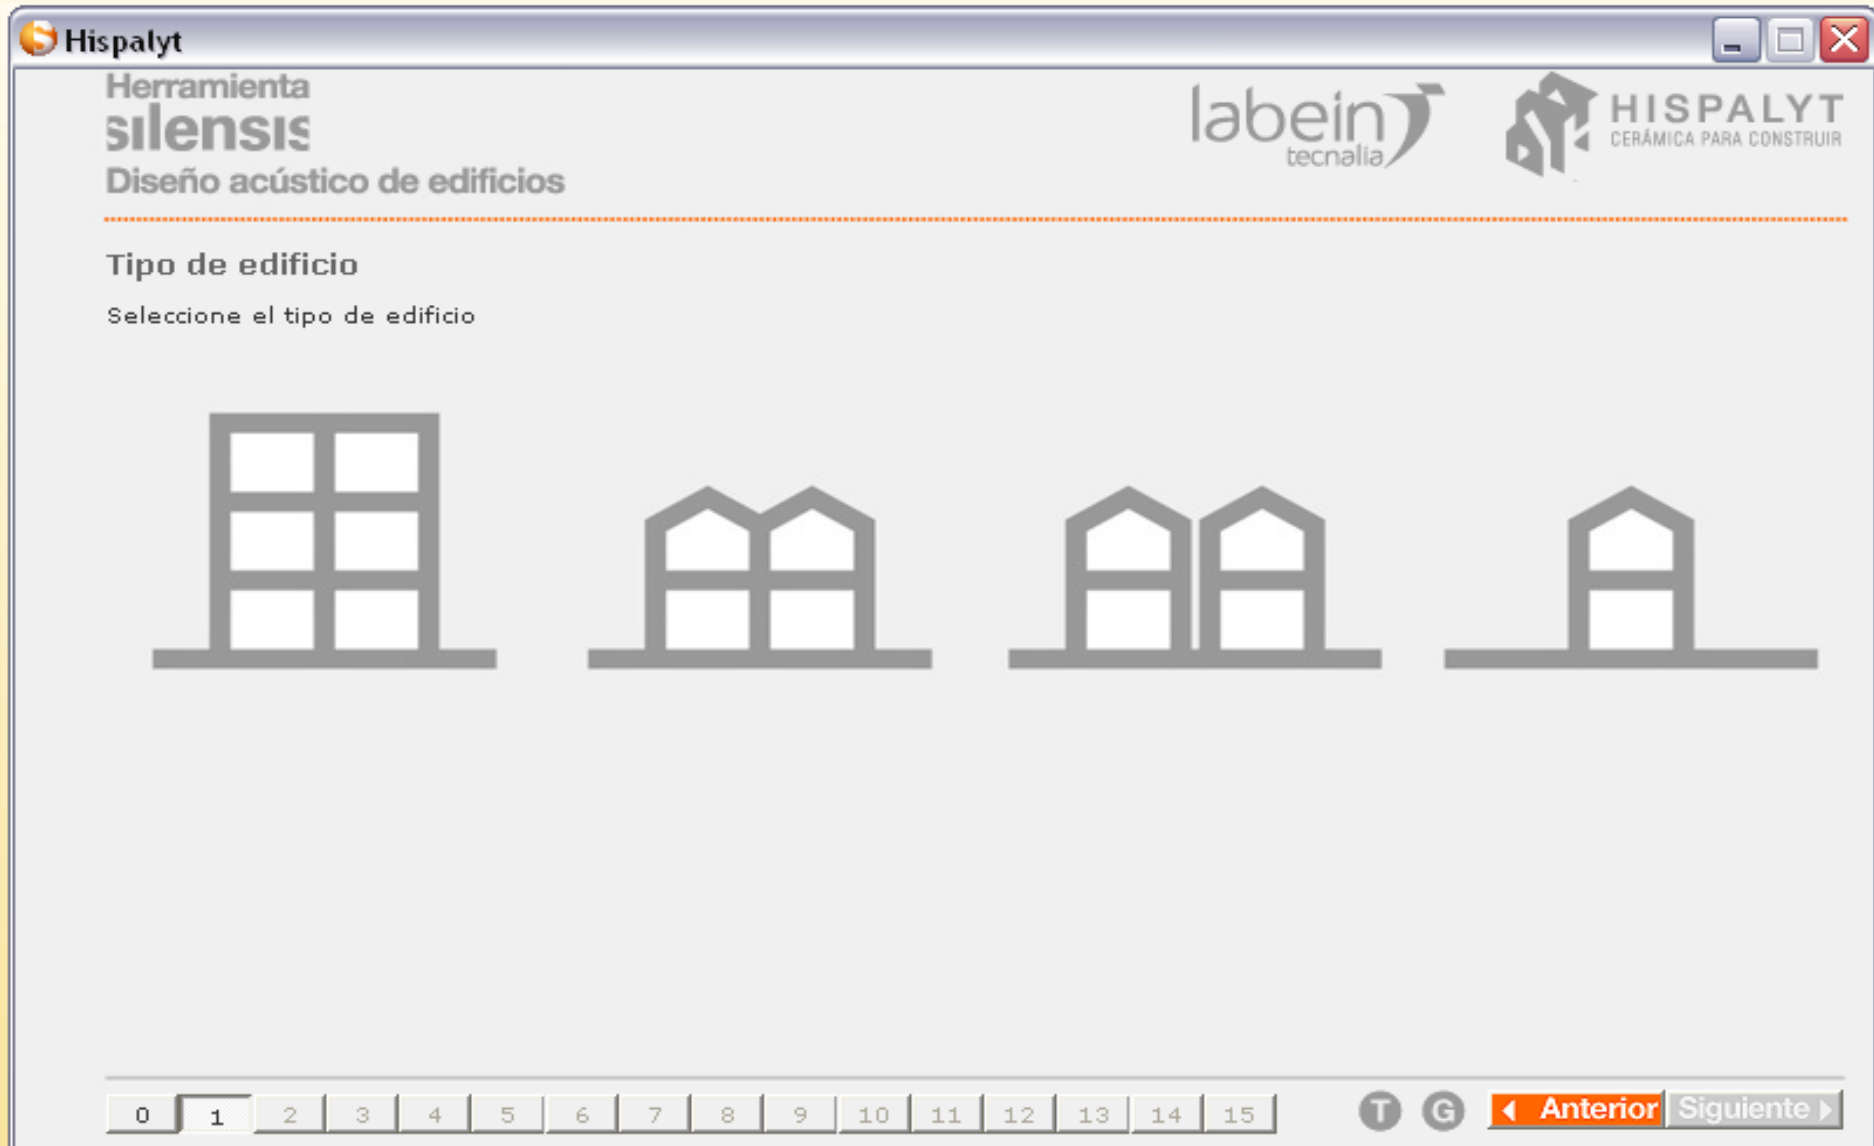 Hispalyt
Herramienta
silensis
Diseño acústico de edificios
labein
tecnalia
HISPALYT
CERÁMICA PARA CONSTRUIR
Tipo de edificio
Seleccione el tipo de edificio
0 1 2 3 4 5 6 7 8 9 10 11 12 13 14 15 T G Anterior Siguiente